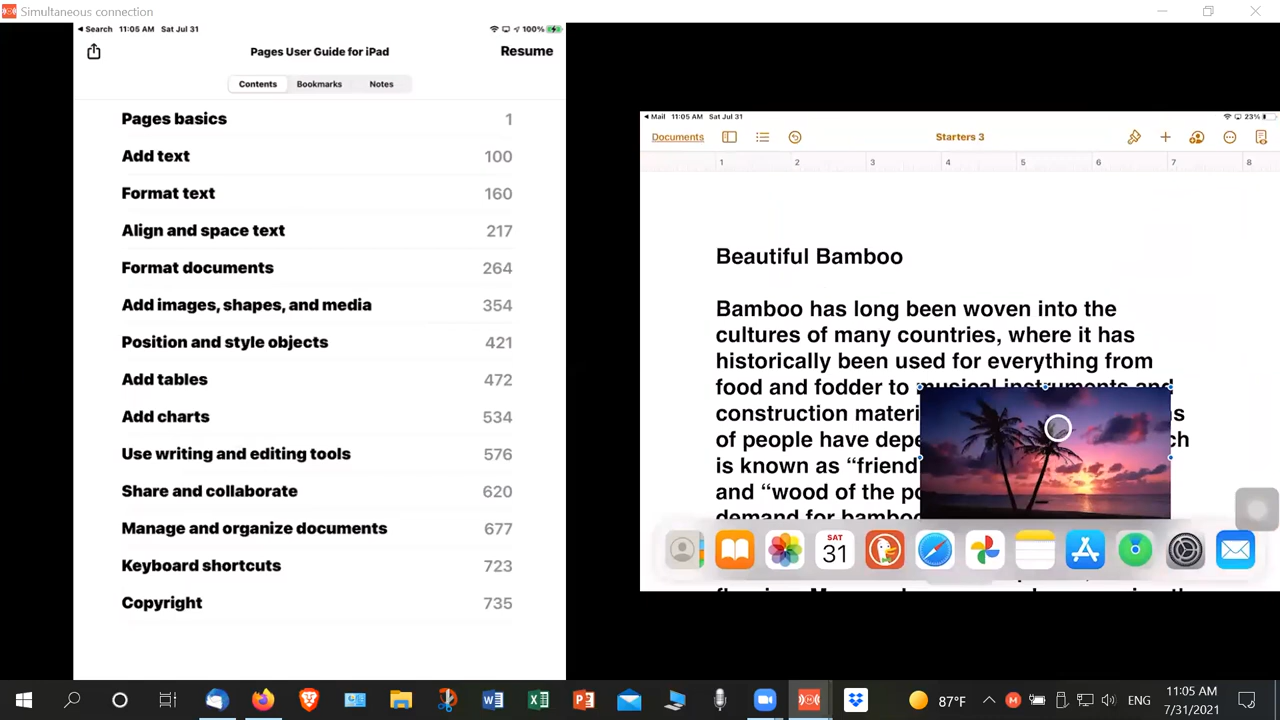 Simultaneous connection
Search 11:05 AM Sat Jul 31
100%
Pages User Guide for iPad
Resume
Contents Bookmarks Notes
Pages basics 1
Add text 100
Format text 160
Align and space text 217
Format documents 264
Add images, shapes, and media 354
Position and style objects 421
Add tables 472
Add charts 534
Use writing and editing tools 576
Share and collaborate 620
Manage and organize documents 677
Keyboard shortcuts 723
Copyright 735
Mail 11:05 AM Sat Jul 31
23%
Documents
Starters 3
1 2 3 4 5 6 7 8
Beautiful Bamboo
Bamboo has long been woven into the
cultures of many countries, where it has
historically been used for everything from
food and fodder to musical instruments and
construction materi s
of people have depe ch
is known as “friend
and “wood of the po
demand for bamboo
SAT
31
87°F
ENG
11:05 AM
7/31/2021